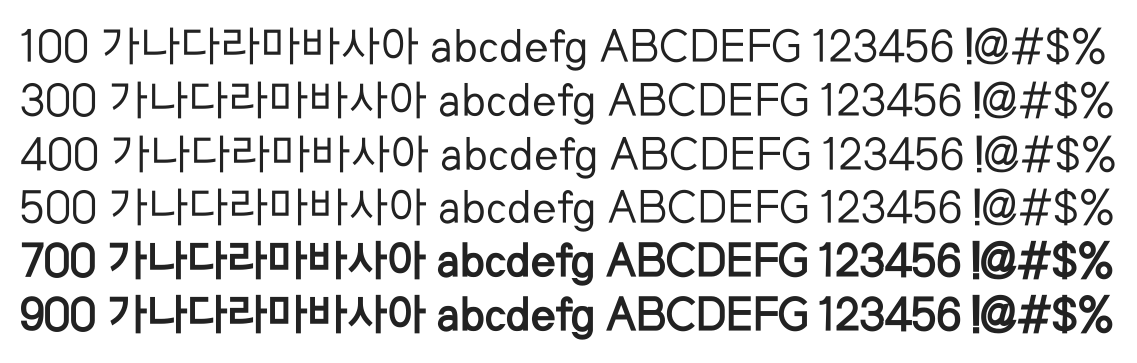 100 가나다라마바사아 abcdefg ABCDEFG 123456 !@#$%
300 가나다라마바사아 abcdefg ABCDEFG 123456 !@#$%
400 가나다라마바사아 abcdefg ABCDEFG 123456 !@#$%
500 가나다라마바사아 abcdefg ABCDEFG 123456 !@#$%
700 가나다라마바사아 abcdefg ABCDEFG 123456 !@#$%
900 가나다라마바사아 abcdefg ABCDEFG 123456 !@#$%